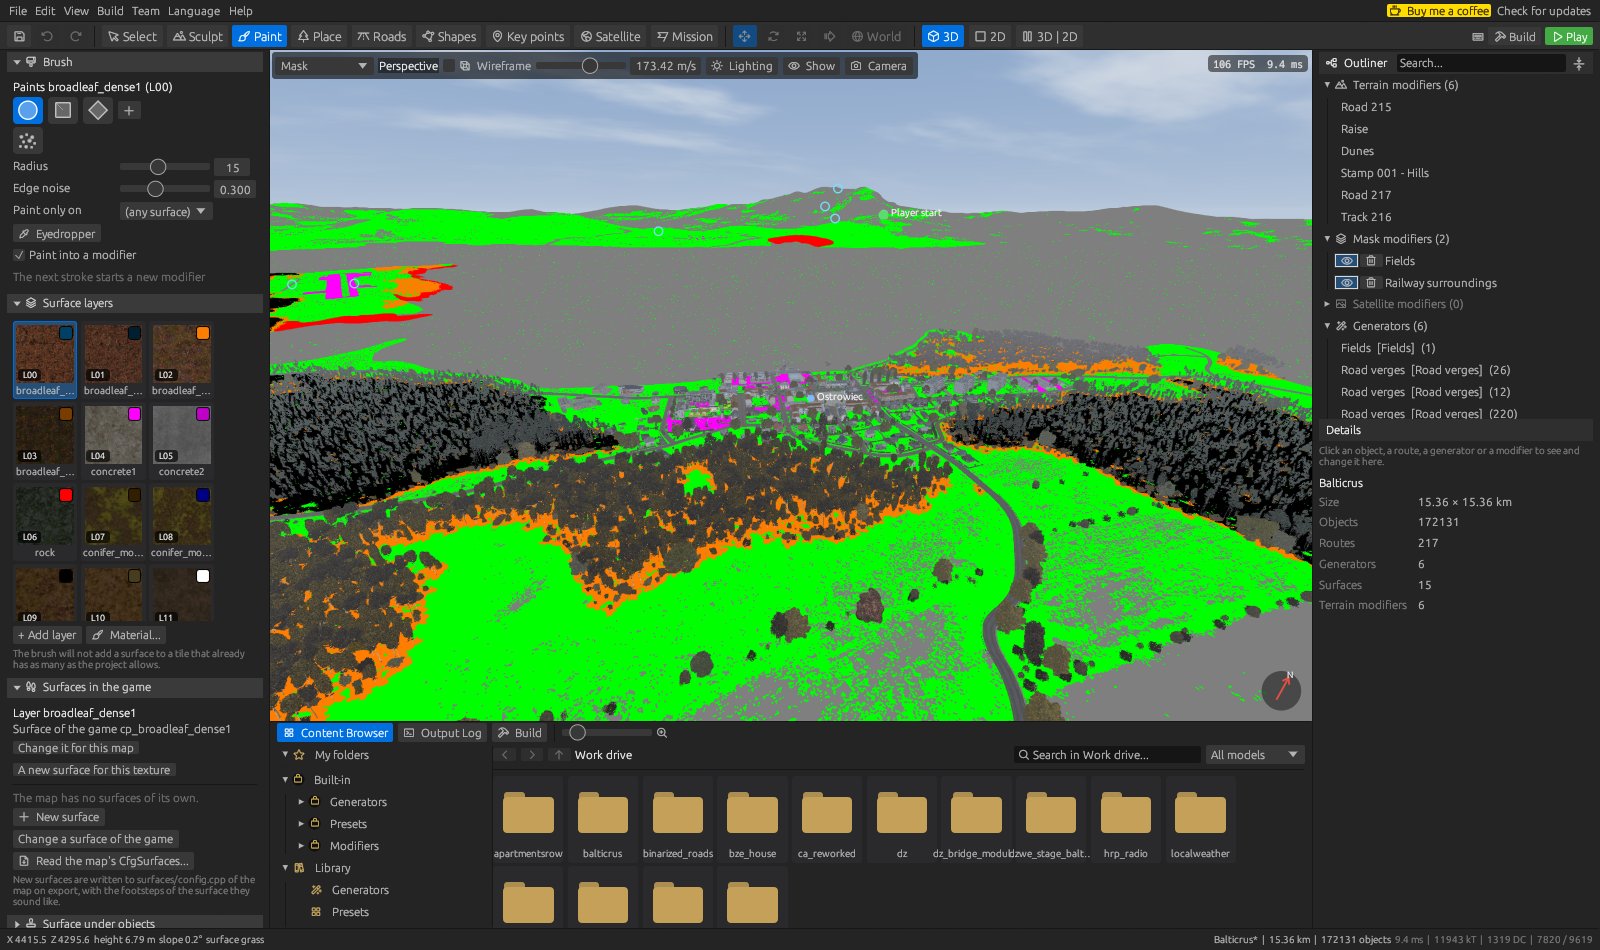 File Edit View Build Team Language Help
Buy me a coffee Check for updates
Select Sculpt Paint Place Roads Shapes Key points Satellite Mission World 3D 2D 3D | 2D Build Play
Brush
Paints broadleaf_dense1 (L00)
Radius 15
Edge noise 0.300
Paint only on (any surface)
Eyedropper
Paint into a modifier
The next stroke starts a new modifier
Surface layers
L00 L01 L02
broadleaf_... broadleaf_... broadleaf_...
L03 L04 L05
broadleaf_... concrete1 concrete2
L06 L07 L08
rock conifer_mo... conifer_mo...
L09 L10 L11
+ Add layer Material...
The brush will not add a surface to a tile that already
has as many as the project allows.
Surfaces in the game
Layer broadleaf_dense1
Surface of the game cp_broadleaf_dense1
Change it for this map
A new surface for this texture
The map has no surfaces of its own.
+ New surface
Change a surface of the game
Read the map's CfgSurfaces...
New surfaces are written to surfaces/config.cpp of the
map on export, with the footsteps of the surface they
sound like.
Surface under objects
Mask Perspective Wireframe 173.42 m/s Lighting Show Camera
106 FPS 9.4 ms
Player start
Ostrowiec
N
Content Browser Output Log Build
My folders
Built-in
Generators
Presets
Modifiers
Library
Generators
Presets
Work drive
Search in Work drive...
All models
apartmentsrow balticrus binarized_roads bze_house ca_reworked dz dz_bridge_modul dzwe_stage_balt... hrp_radio localweather
Outliner Search...
Terrain modifiers (6)
Road 215
Raise
Dunes
Stamp 001 - Hills
Road 217
Track 216
Mask modifiers (2)
Fields
Railway surroundings
Satellite modifiers (0)
Generators (6)
Fields [Fields] (1)
Road verges [Road verges] (26)
Road verges [Road verges] (12)
Road verges [Road verges] (220)
Details
Click an object, a route, a generator or a modifier to see and
change it here.
Balticrus
Size 15.36 × 15.36 km
Objects 172131
Routes 217
Generators 6
Surfaces 15
Terrain modifiers 6
X 4415.5 Z 4295.6 height 6.79 m slope 0.2° surface grass
Balticrus* | 15.36 km | 172131 objects 9.4 ms | 11943 kT | 1319 DC | 7820 / 9619